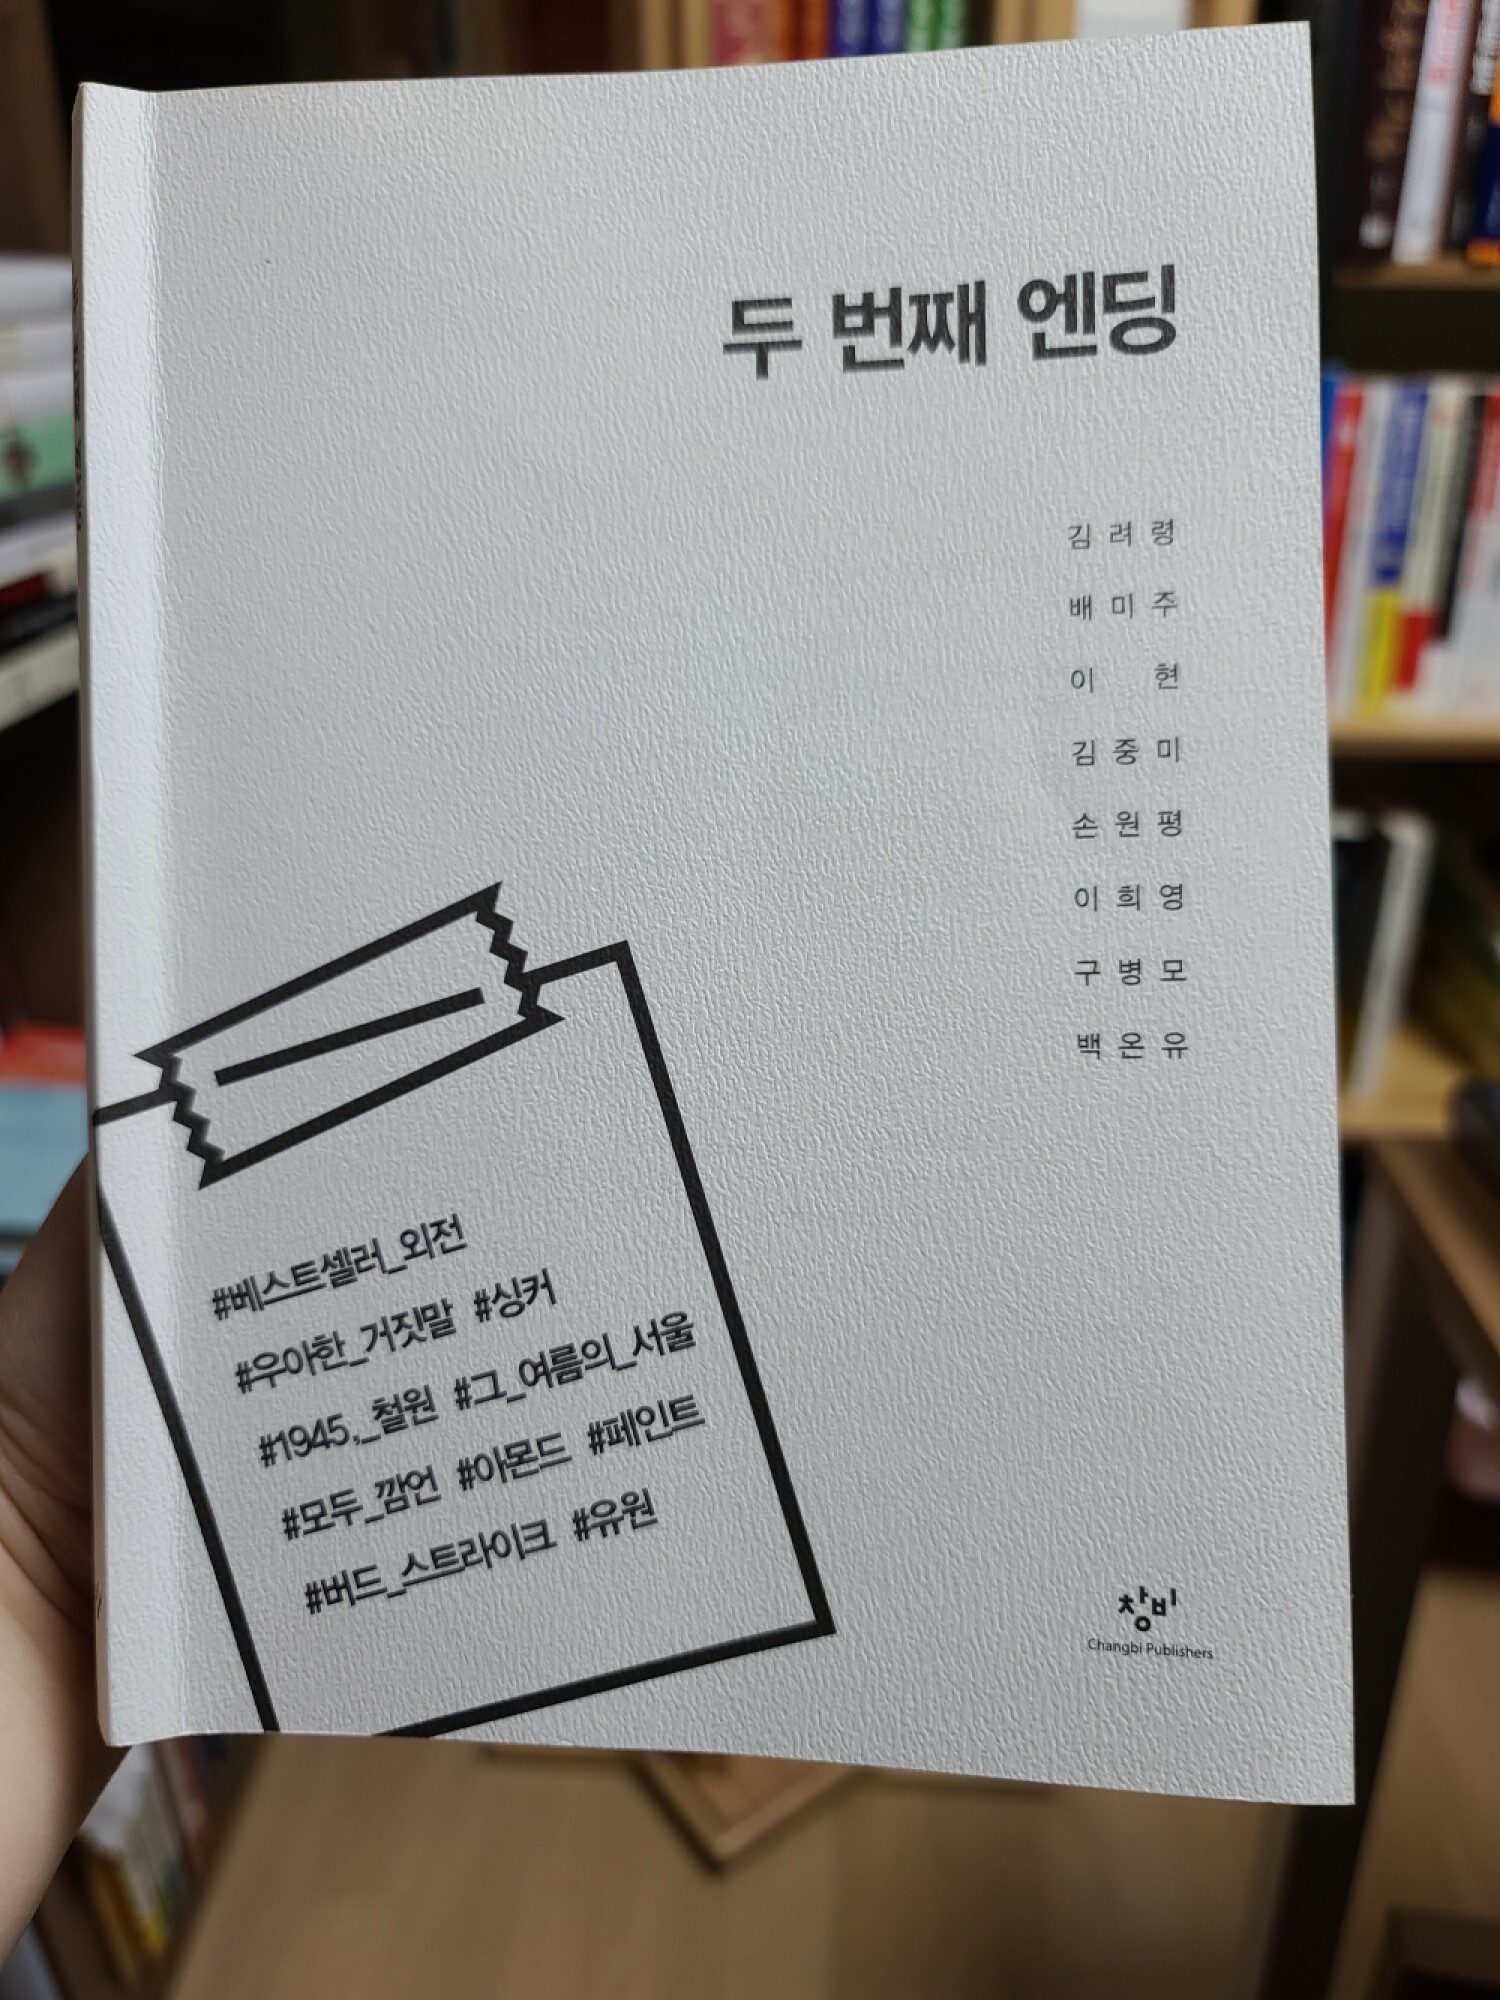 두 번째 엔딩
김려령
배미주
이 현
김중미
손원평
이희영
구병모
백온유
#베스트셀러_외전
#우아한_거짓말 #싱커
#1945,_철원 #그_여름의_서울
#모두_깜언 #아몬드 #페인트
#버드_스트라이크 #유원
창비
Changbi Publishers